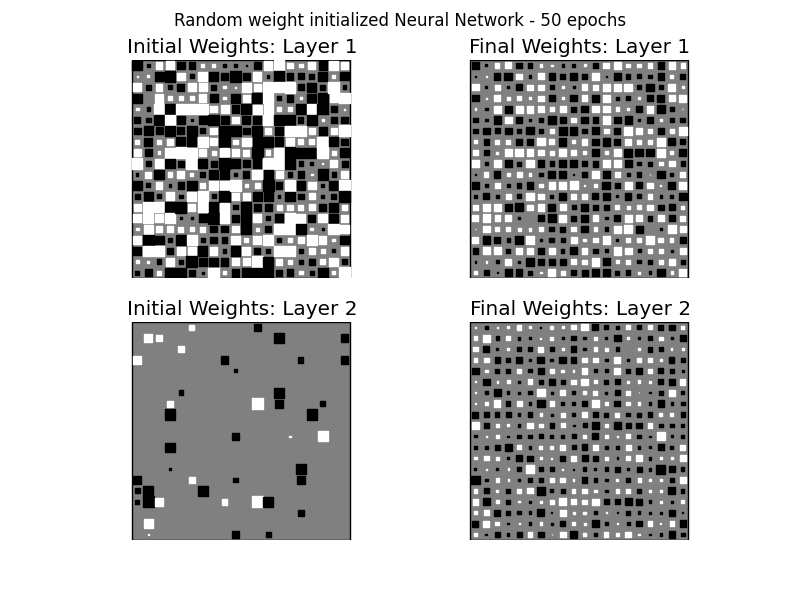 Random weight initialized Neural Network - 50 epochs
Initial Weights: Layer 1
Final Weights: Layer 1
Initial Weights: Layer 2
Final Weights: Layer 2